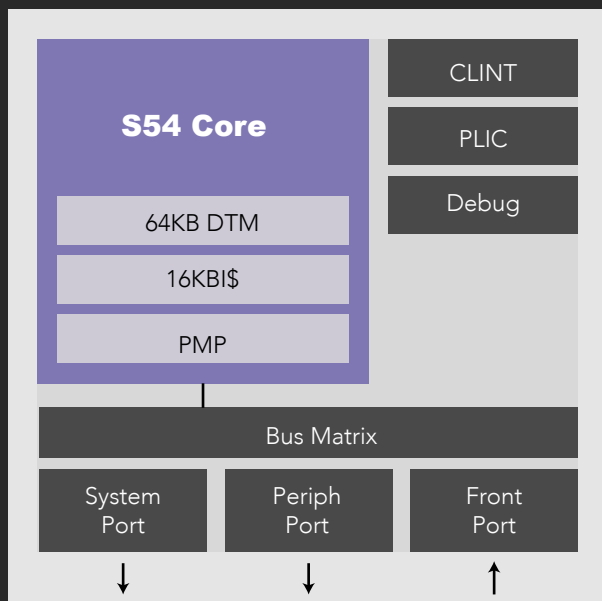 S54 Core
64KB DTM
16KBI$
PMP
CLINT
PLIC
Debug
Bus Matrix
System
Port
Periph
Port
Front
Port